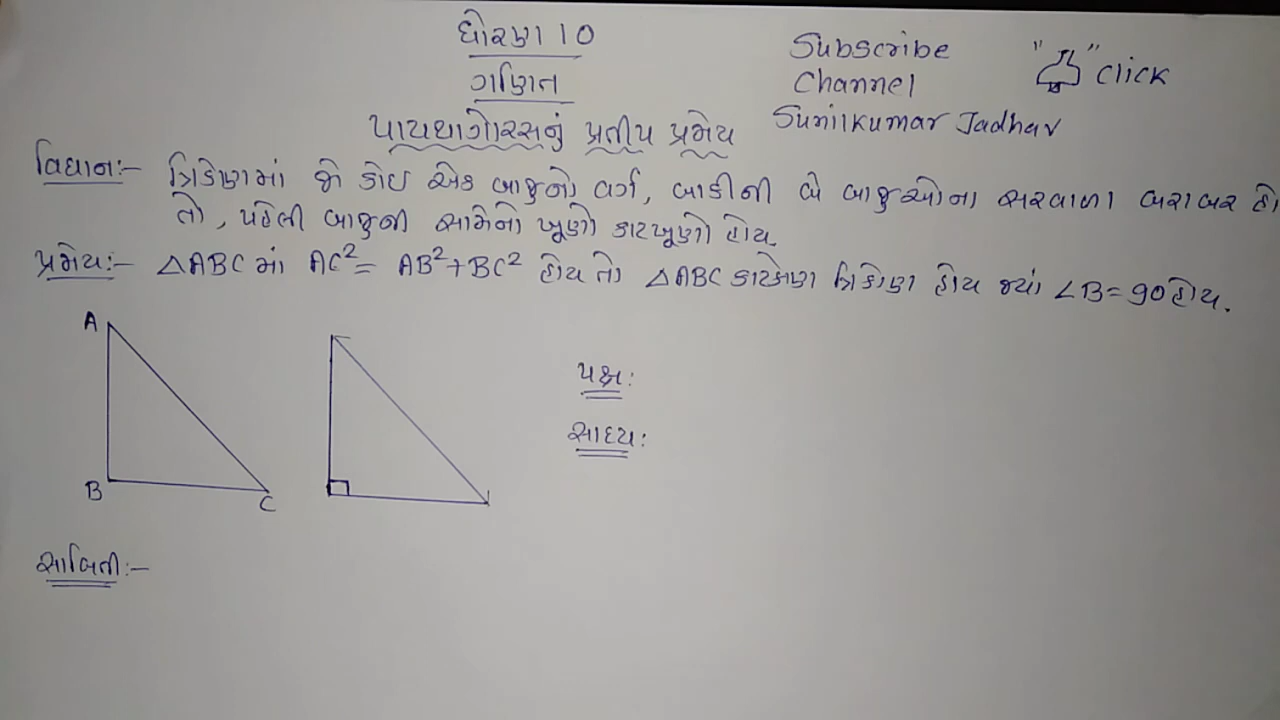 ધોરણ 10
ગણિત
પાયથાગોરસનું પ્રતીપ પ્રમેય
Subscribe
Channel
Sunilkumar Jadhav
" " click
વિધાન:- ત્રિકોણમાં જો કોઇ એક બાજુનો વર્ગ, બાકીની બે બાજુઓના સરવાળા બરાબર હો
તો, પહેલી બાજુની સામેનો ખૂણો કાટખૂણો હોય.
પ્રમેય:- △ABC માં AC² = AB² + BC² હોય તો △ABC કાટકોણ ત્રિકોણ હોય જ્યાં ∠B = 90 હોય.
A
B
C
પક્ષ:
સાધ્ય:
સાબિતી:-